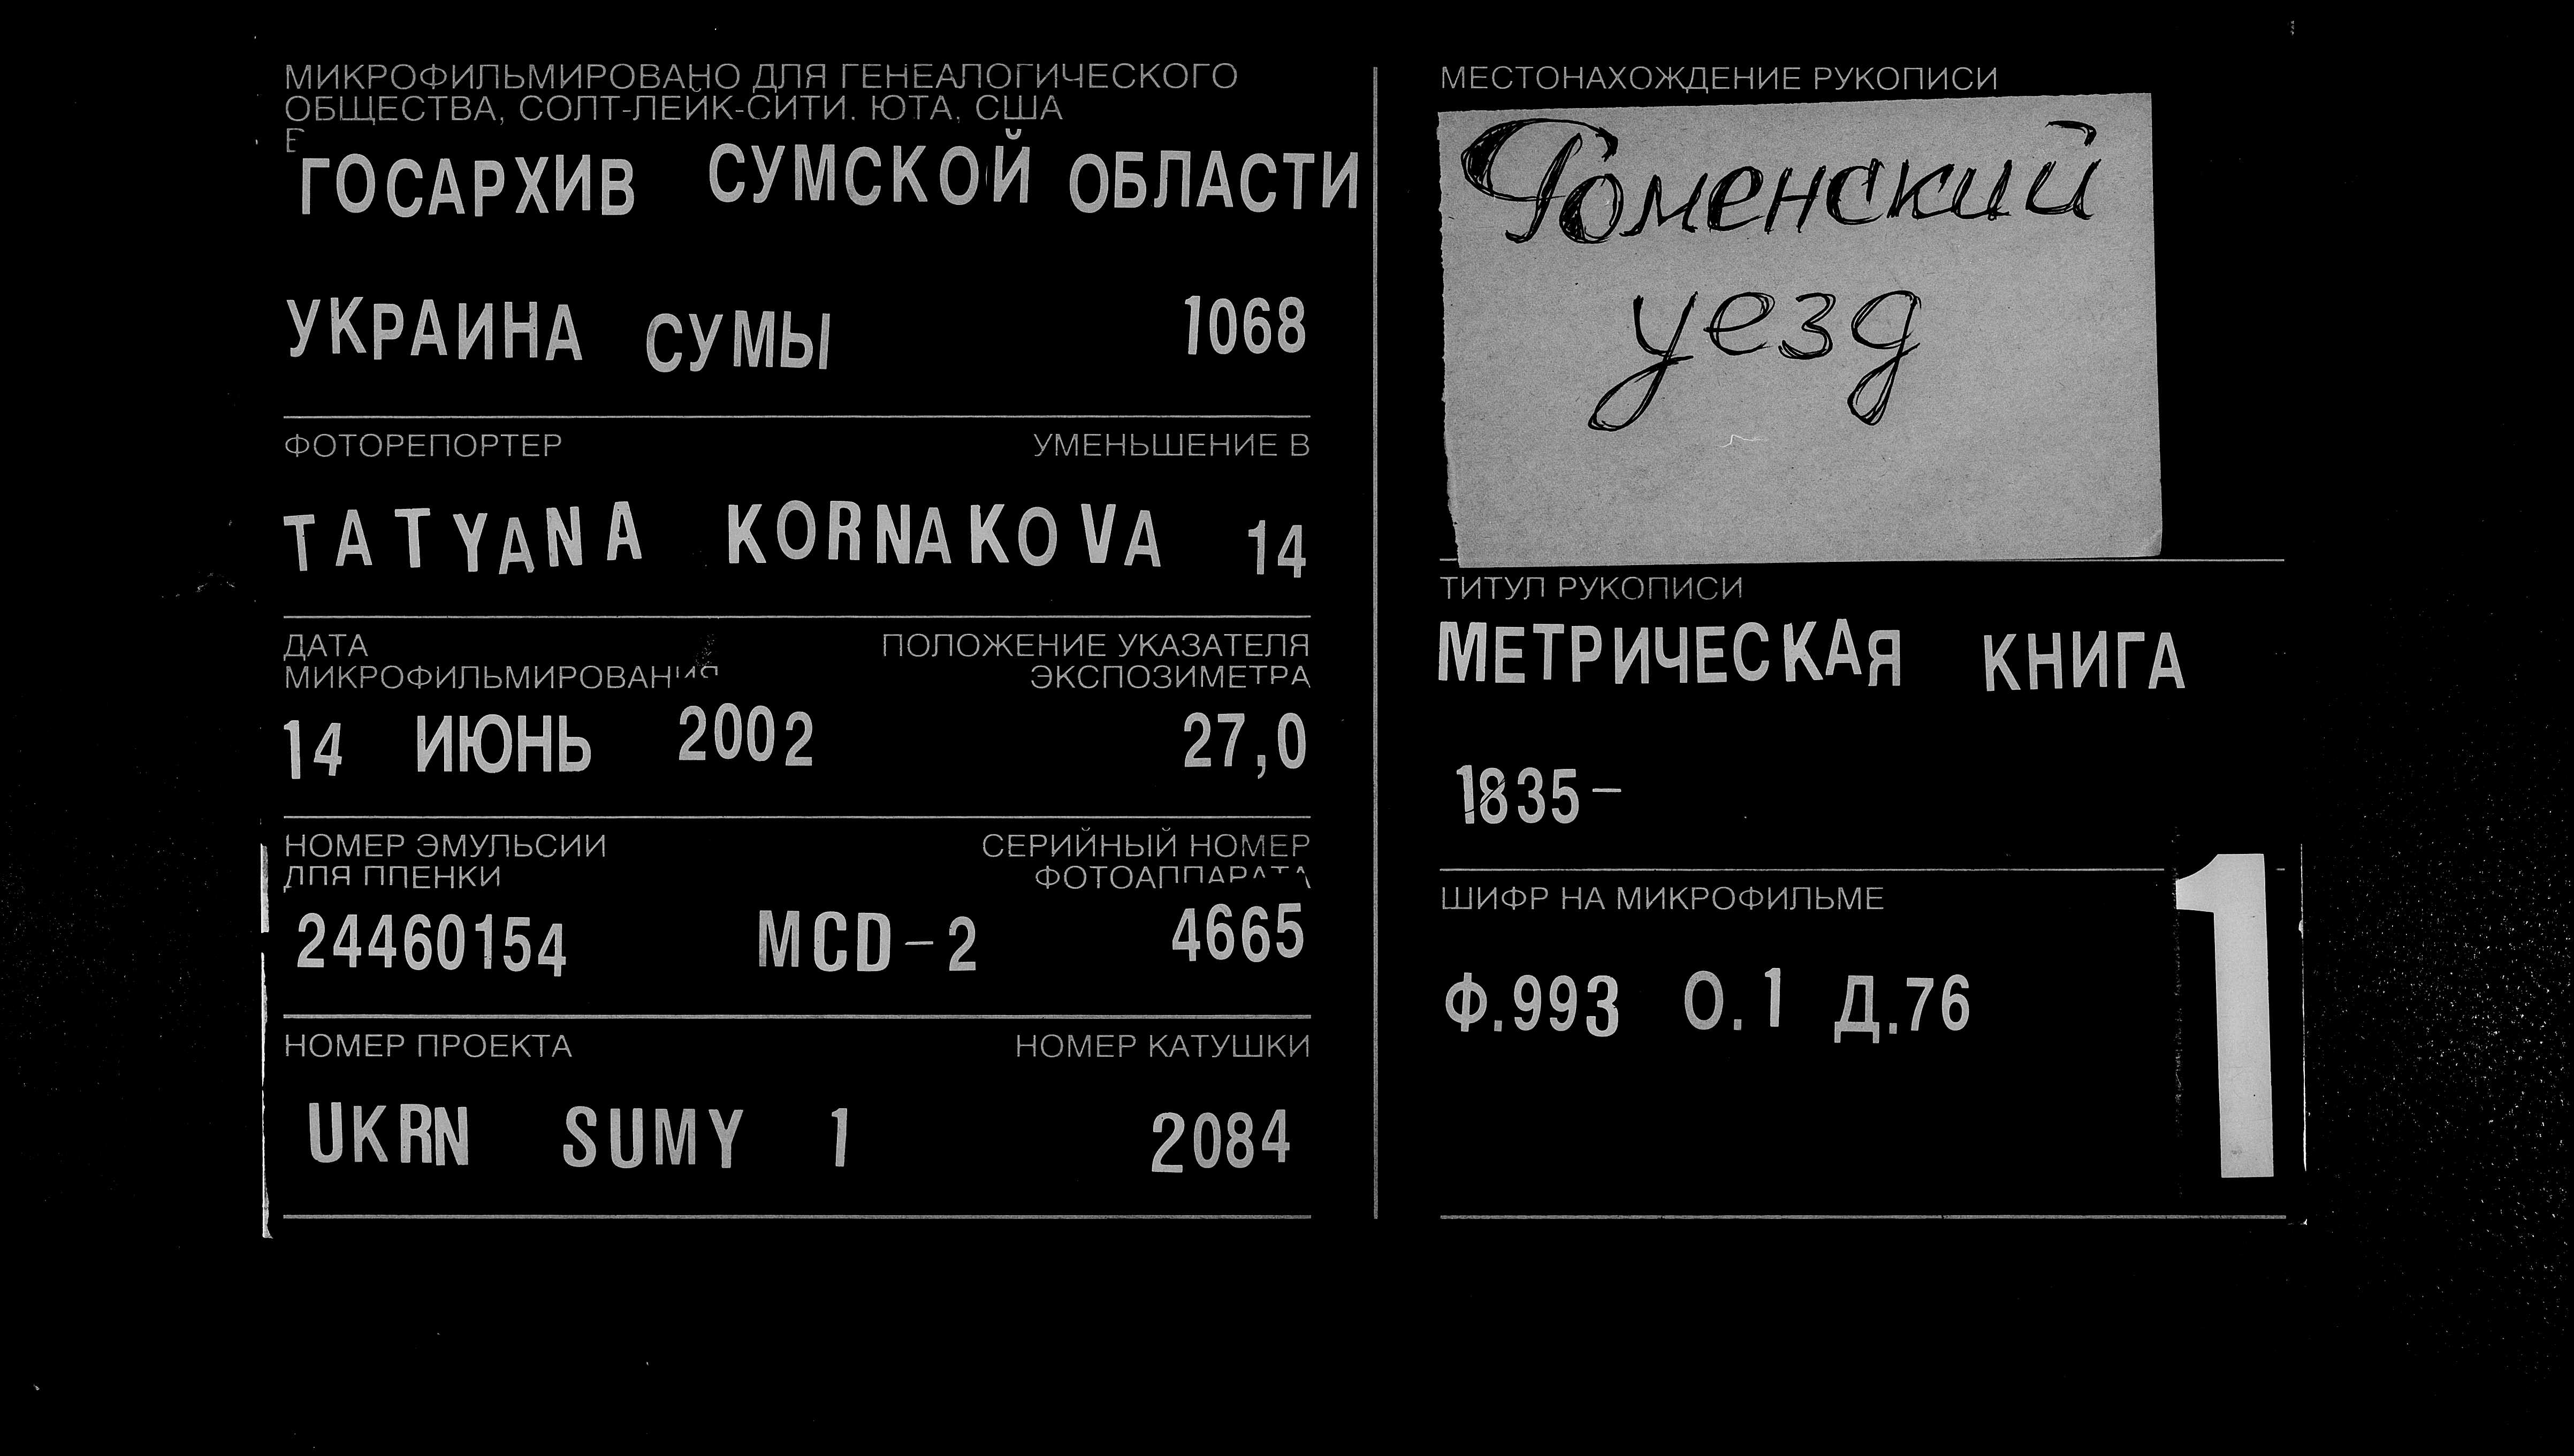 МИКРОФИЛЬМИРОВАНО ДЛЯ ГЕНЕАЛОГИЧЕСКОГО
ОБЩЕСТВА, СОЛТ-ЛЕЙК-СИТИ. ЮТА, США
ГОСАРХИВ СУМСКОЙ ОБЛАСТИ
УКРАИНА СУМЫ 1068
ФОТОРЕПОРТЕР УМЕНЬШЕНИЕ В
TATYANA KORNAKOVA 14
ДАТА ПОЛОЖЕНИЕ УКАЗАТЕЛЯ
МИКРОФИЛЬМИРОВАНИЯ ЭКСПОЗИМЕТРА
14 ИЮНЬ 2002 27,0
НОМЕР ЭМУЛЬСИИ СЕРИЙНЫЙ НОМЕР
ДЛЯ ПЛЕНКИ ФОТОАППАРАТА
24460154 MCD-2 4665
НОМЕР ПРОЕКТА НОМЕР КАТУШКИ
UKRN SUMY 1 2084
МЕСТОНАХОЖДЕНИЕ РУКОПИСИ
Роменский
уезд
ТИТУЛ РУКОПИСИ
МЕТРИЧЕСКАЯ КНИГА
1835-
ШИФР НА МИКРОФИЛЬМЕ
Ф.993 О.1 Д.76
1